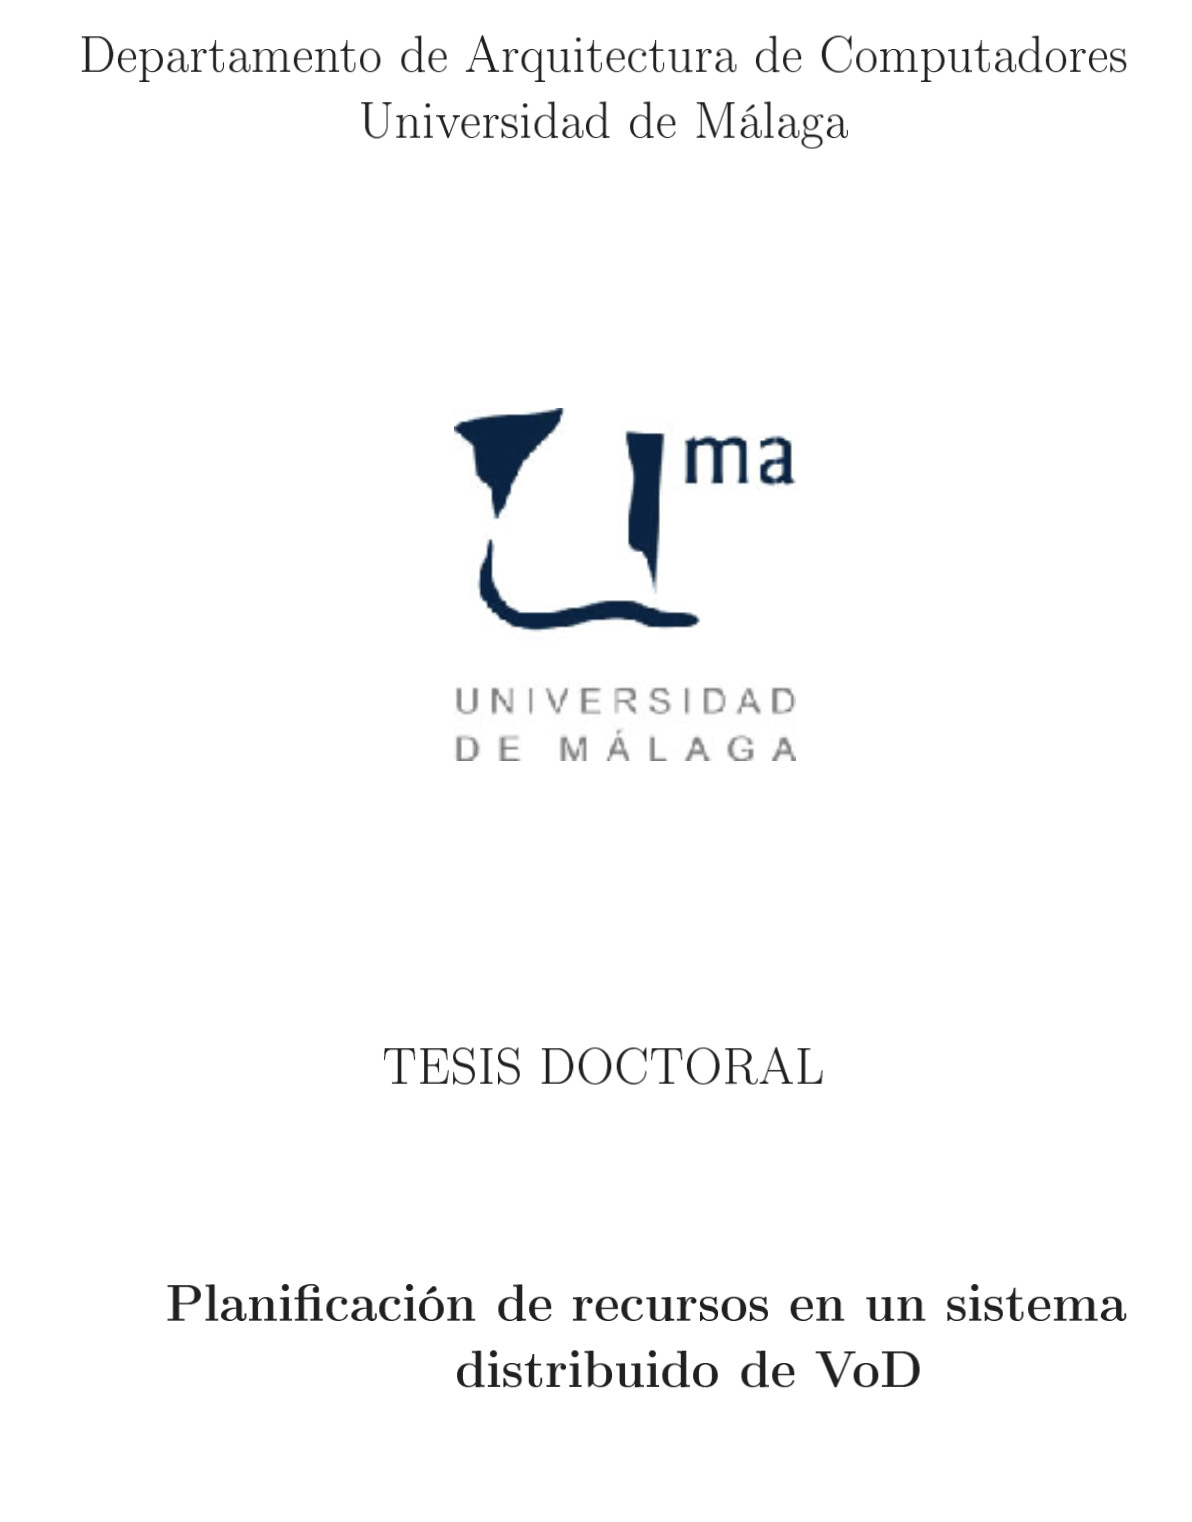 Departamento de Arquitectura de Computadores
Universidad de Málaga
uma
UNIVERSIDAD
DE MÁLAGA
TESIS DOCTORAL
Planificación de recursos en un sistema
distribuido de VoD